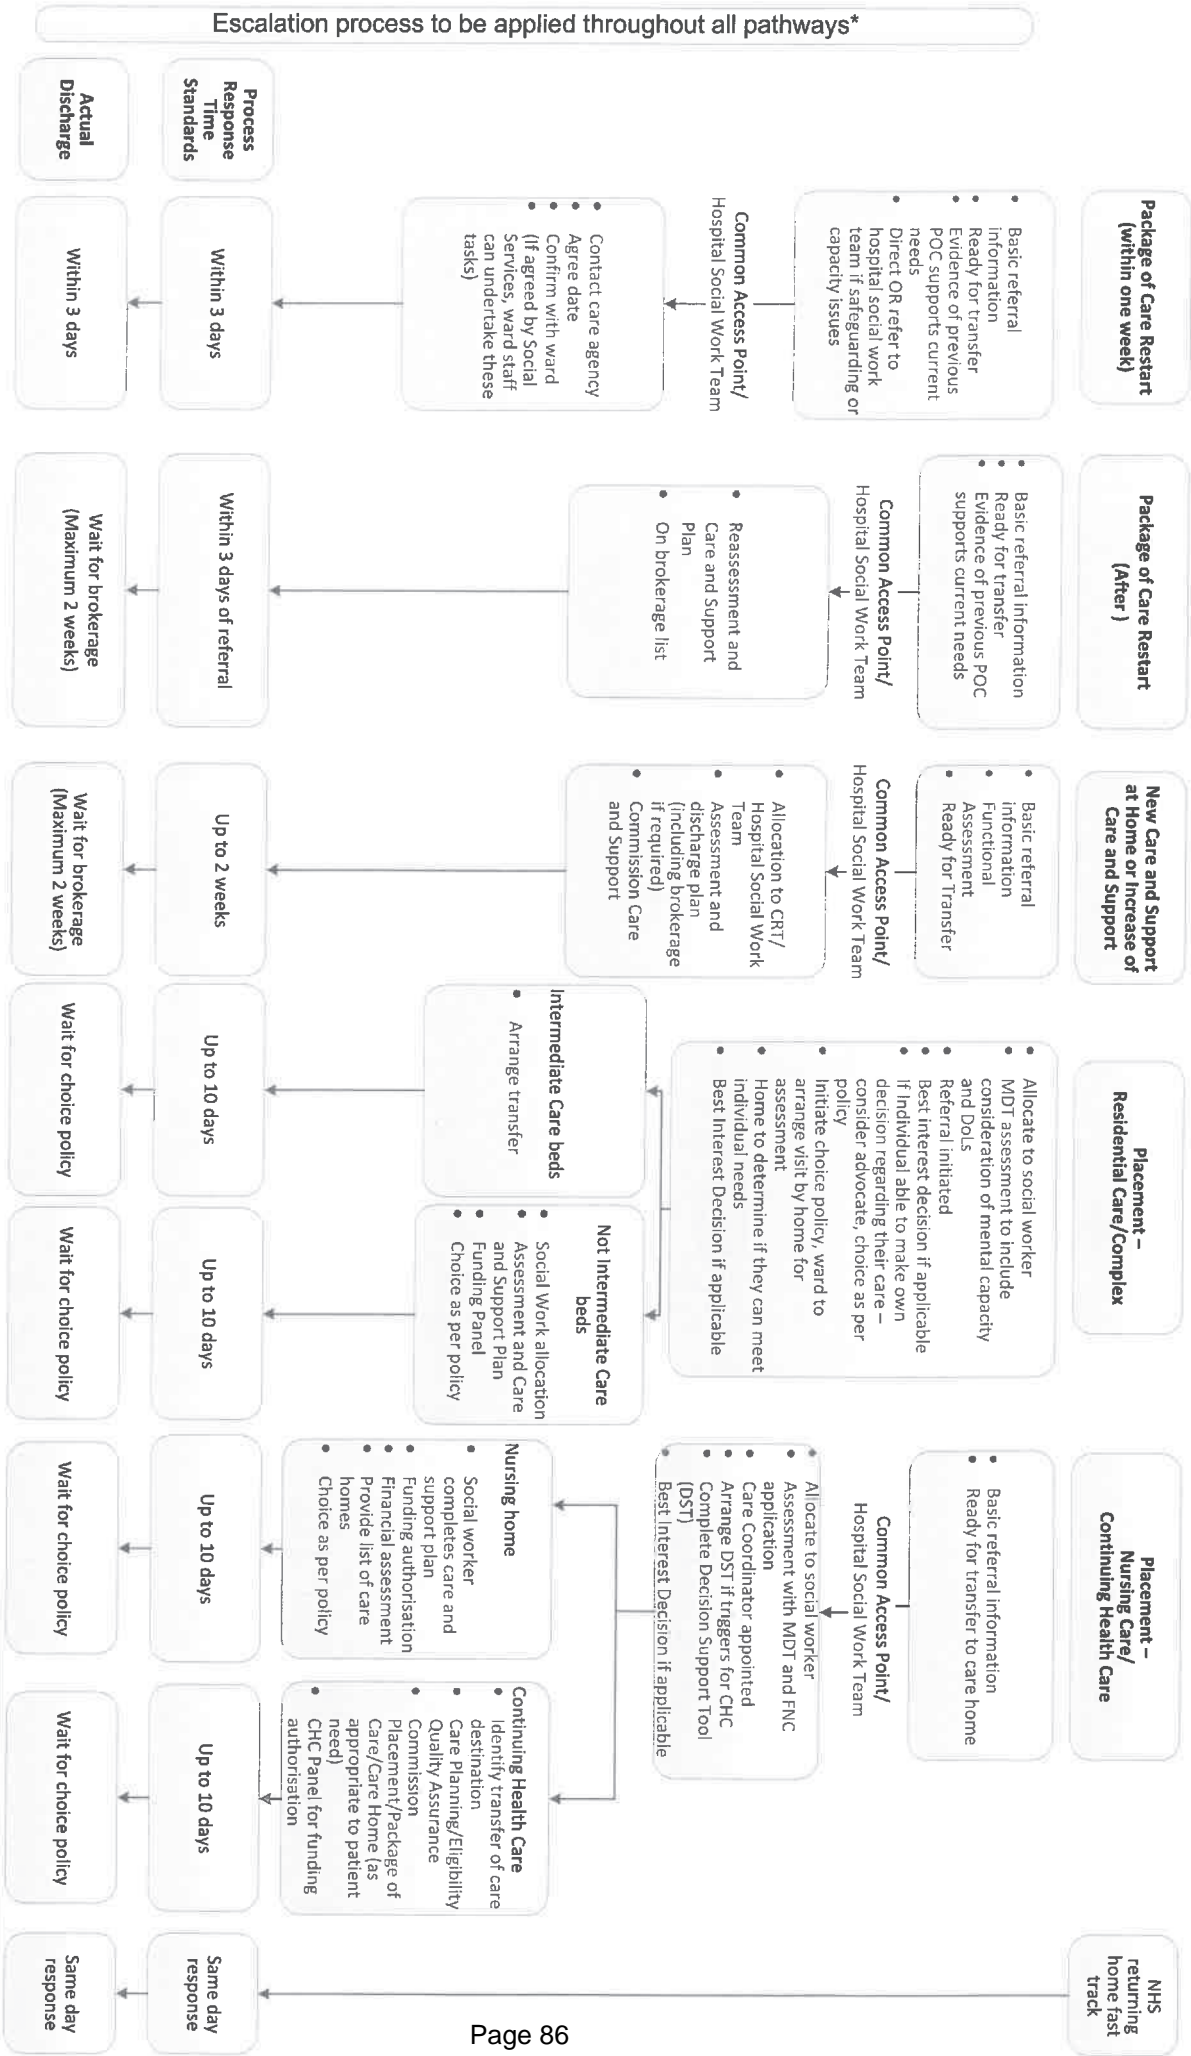 Escalation process to be applied throughout all pathways*
Package of Care Restart
(within one week)
Basic referral
information
Ready for transfer
Evidence of previous
POC supports current
needs
Direct OR refer to
hospital social work
team if safeguarding or
capacity issues
Common Access Point/
Hospital Social Work Team
Contact care agency
Agree date
Confirm with ward
(If agreed by Social
Services, ward staff
can undertake these
tasks)
Process
Response
Time
Standards
Within 3 days
Actual
Discharge
Within 3 days
Package of Care Restart
(After )
Basic referral information
Ready for transfer
Evidence of previous POC
supports current needs
Common Access Point/
Hospital Social Work Team
Reassessment and
Care and Support
Plan
On brokerage list
Within 3 days of referral
Wait for brokerage
(Maximum 2 weeks)
New Care and Support
at Home or Increase of
Care and Support
Basic referral
information
Functional
Assessment
Ready for Transfer
Common Access Point/
Hospital Social Work Team
Allocation to CRT/
Hospital Social Work
Team
Assessment and
discharge plan
(including brokerage
if required)
Commission Care
and Support
Up to 2 weeks
Wait for brokerage
(Maximum 2 weeks)
Placement –
Residential Care/Complex
Allocate to social worker
MDT assessment to include
consideration of mental capacity
and DoLs
Referral initiated
Best interest decision if applicable
If Individual able to make own
decision regarding their care –
consider advocate, choice as per
policy
Initiate choice policy, ward to
arrange visit by home for
assessment
Home to determine if they can meet
individual needs
Best Interest Decision if applicable
Intermediate Care beds
Arrange transfer
Up to 10 days
Wait for choice policy
Not Intermediate Care
beds
Social Work allocation
Assessment and Care
and Support Plan
Funding Panel
Choice as per policy
Up to 10 days
Wait for choice policy
Placement –
Nursing Care/
Continuing Health Care
Basic referral information
Ready for transfer to care home
Common Access Point/
Hospital Social Work Team
Allocate to social worker
Assessment with MDT and FNC
application
Care Coordinator appointed
Arrange DST if triggers for CHC
Complete Decision Support Tool
(DST)
Best Interest Decision if applicable
Nursing home
Social worker
completes care and
support plan
Funding authorisation
Financial assessment
Provide list of care
homes
Choice as per policy
Up to 10 days
Wait for choice policy
Continuing Health Care
Identify transfer of care
destination
Care Planning/Eligibility
Quality Assurance
Commission
Placement/Package of
Care/Care Home (as
appropriate to patient
need)
CHC Panel for funding
authorisation
Up to 10 days
Wait for choice policy
NHS
returning
home fast
track
Same day
response
Same day
response
Page 86